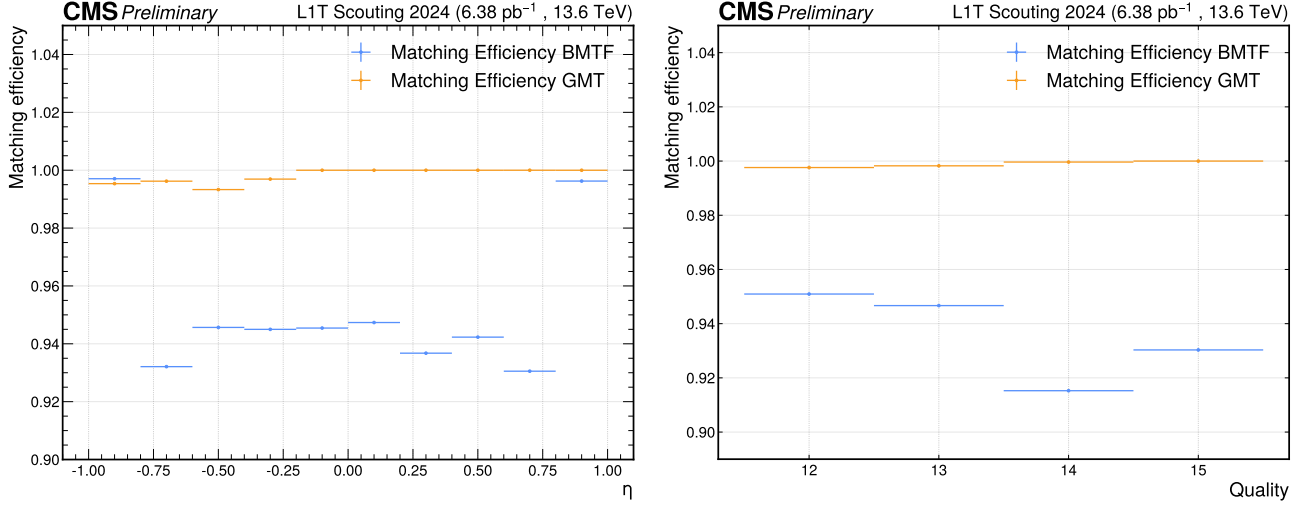 CMS Preliminary L1T Scouting 2024 (6.38 pb⁻¹ , 13.6 TeV)
Matching efficiency
Matching Efficiency BMTF
Matching Efficiency GMT
1.04
1.02
1.00
0.98
0.96
0.94
0.92
0.90
-1.00 -0.75 -0.50 -0.25 0.00 0.25 0.50 0.75 1.00
η
CMS Preliminary L1T Scouting 2024 (6.38 pb⁻¹ , 13.6 TeV)
Matching efficiency
Matching Efficiency BMTF
Matching Efficiency GMT
1.04
1.02
1.00
0.98
0.96
0.94
0.92
0.90
12 13 14 15
Quality